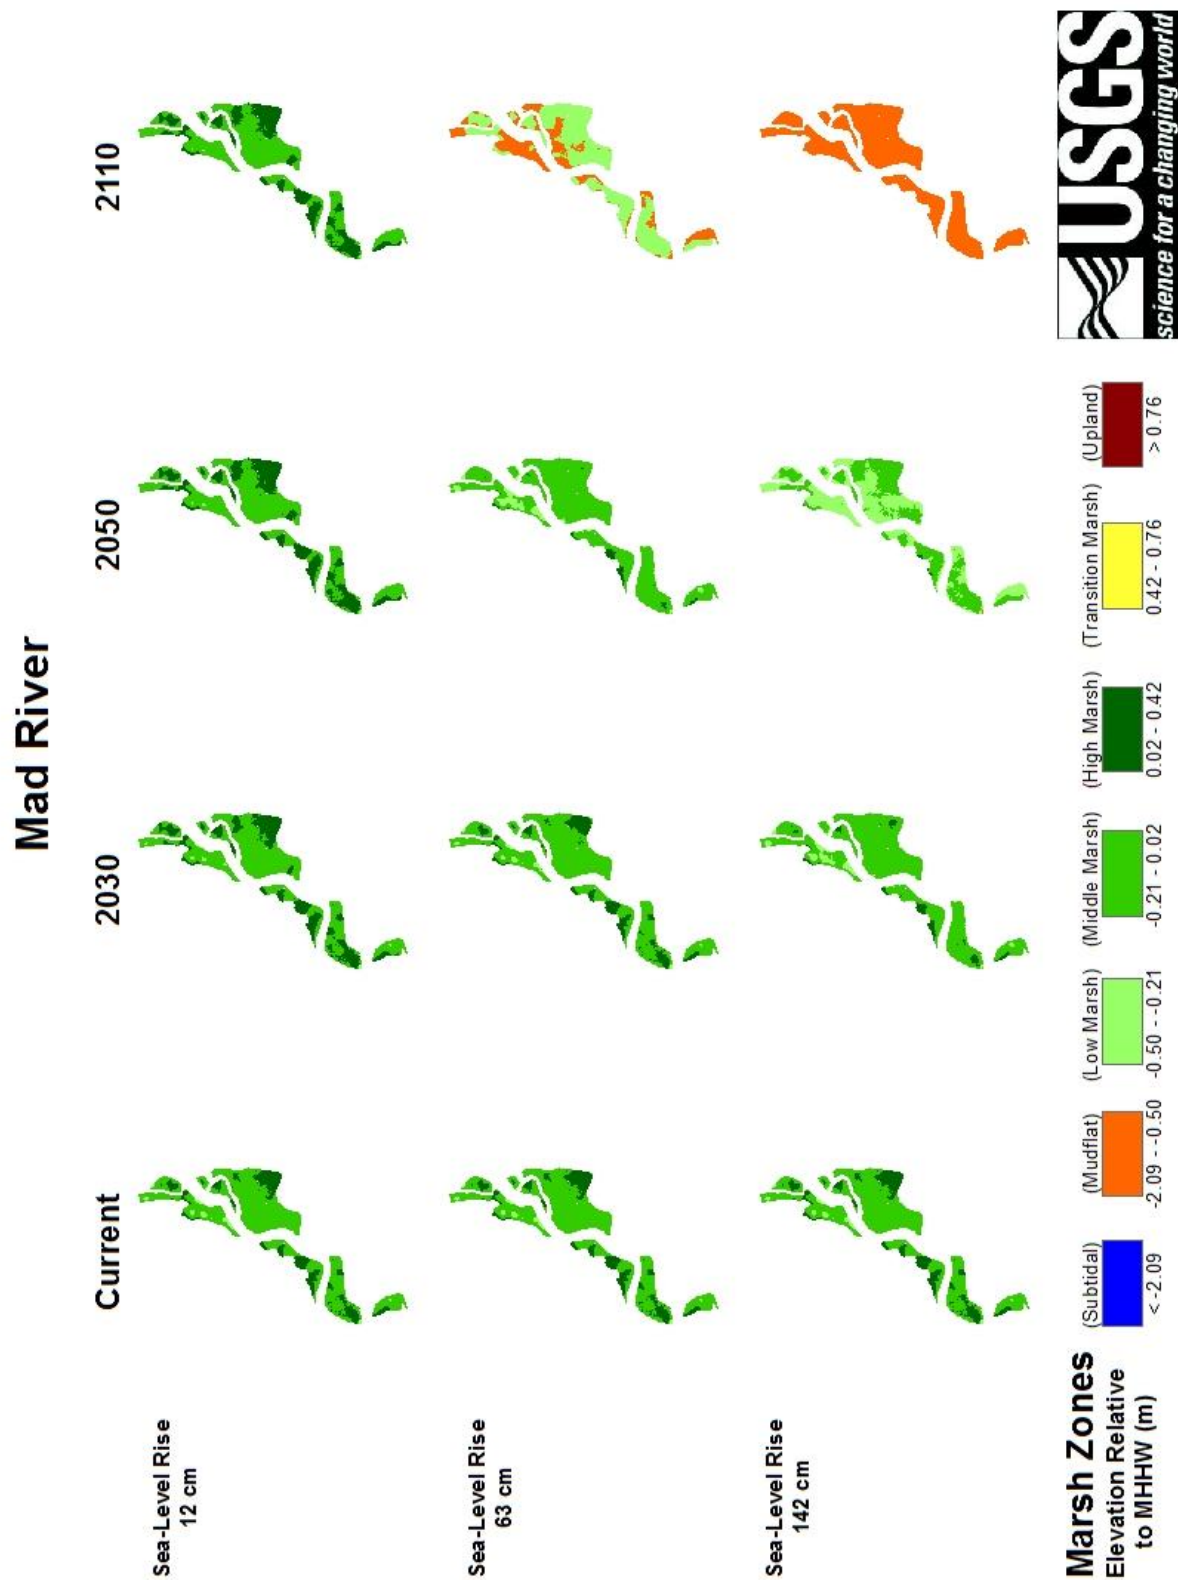 Mad River
Current 2030 2050 2110
Sea-Level Rise
12 cm
Sea-Level Rise
63 cm
Sea-Level Rise
142 cm
Marsh Zones
Elevation Relative
to MHHW (m)
(Subtidal) (Mudflat) (Low Marsh) (Middle Marsh) (High Marsh) (Transition Marsh) (Upland)
< -2.09 -2.09 - -0.50 -0.50 - -0.21 -0.21 - 0.02 0.02 - 0.42 0.42 - 0.76 > 0.76
USGS
science for a changing world